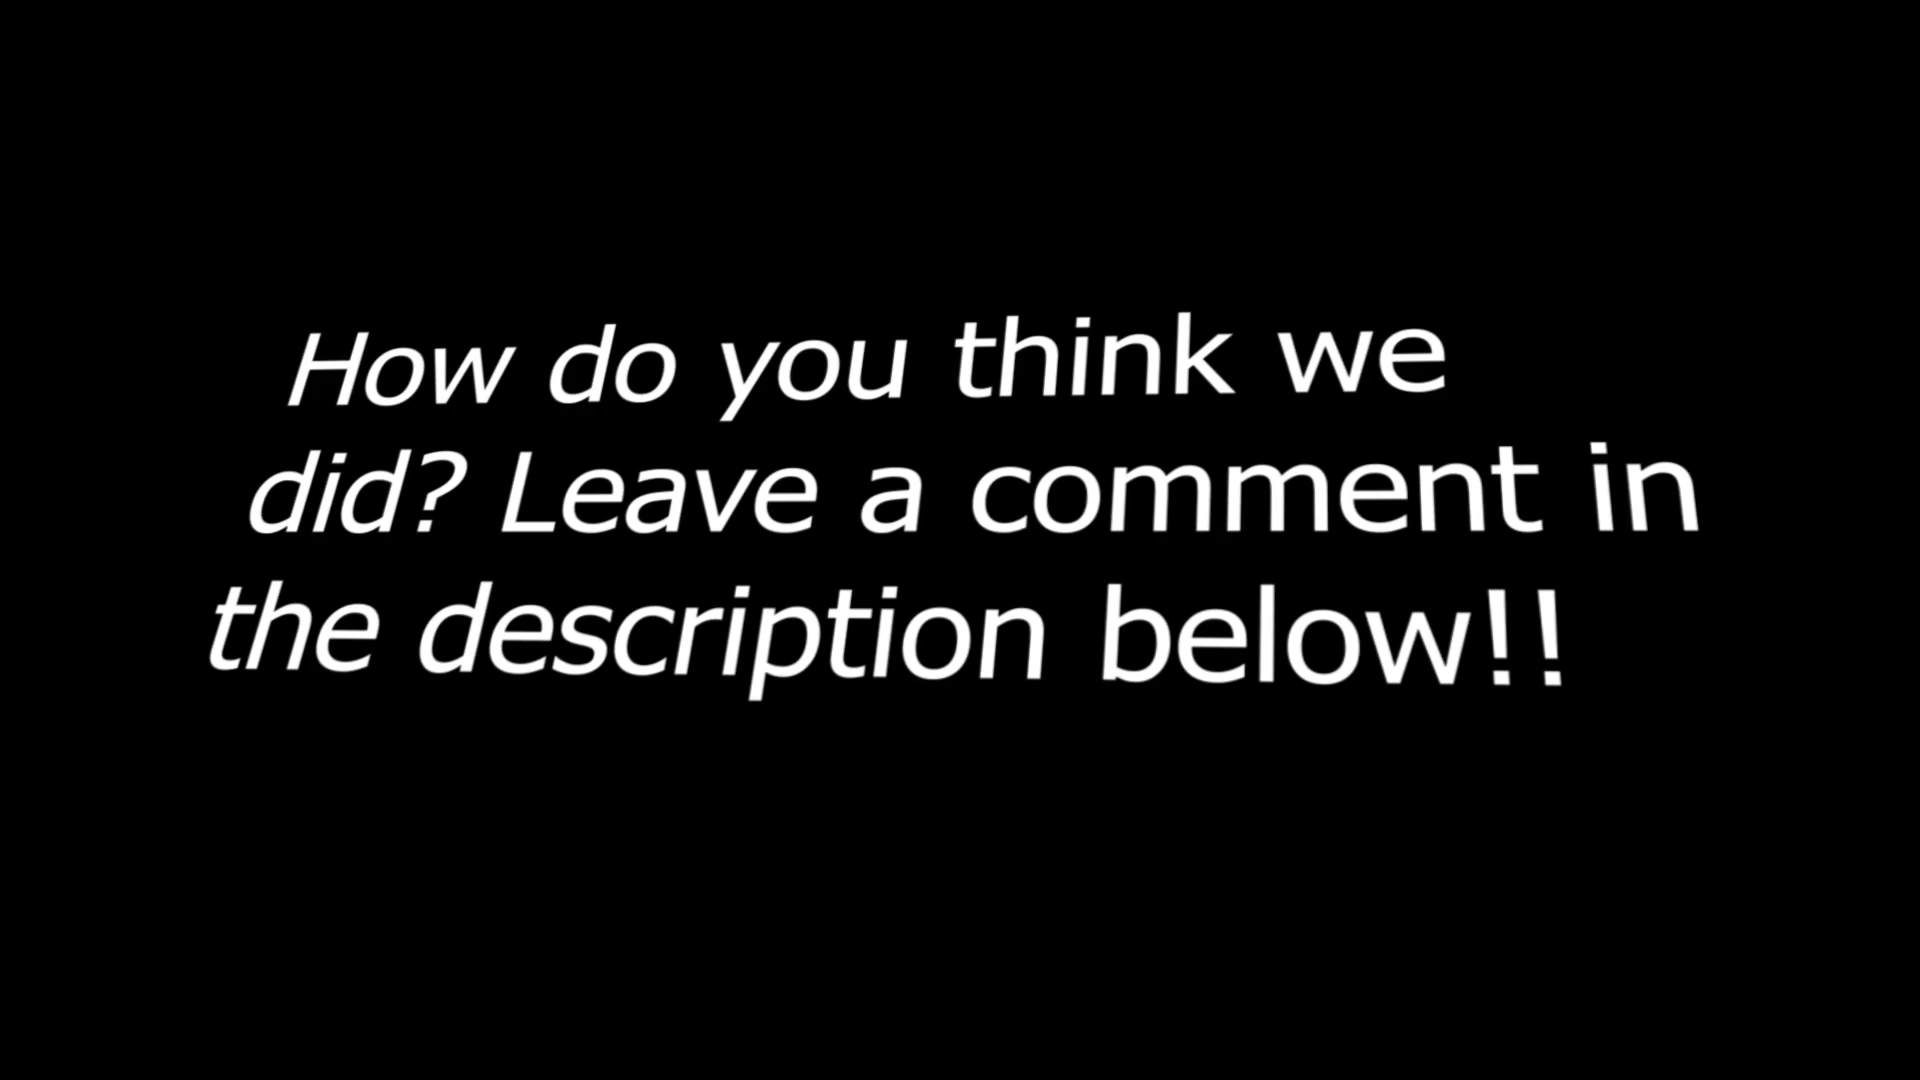 How do you think we
did? Leave a comment in
the description below!!